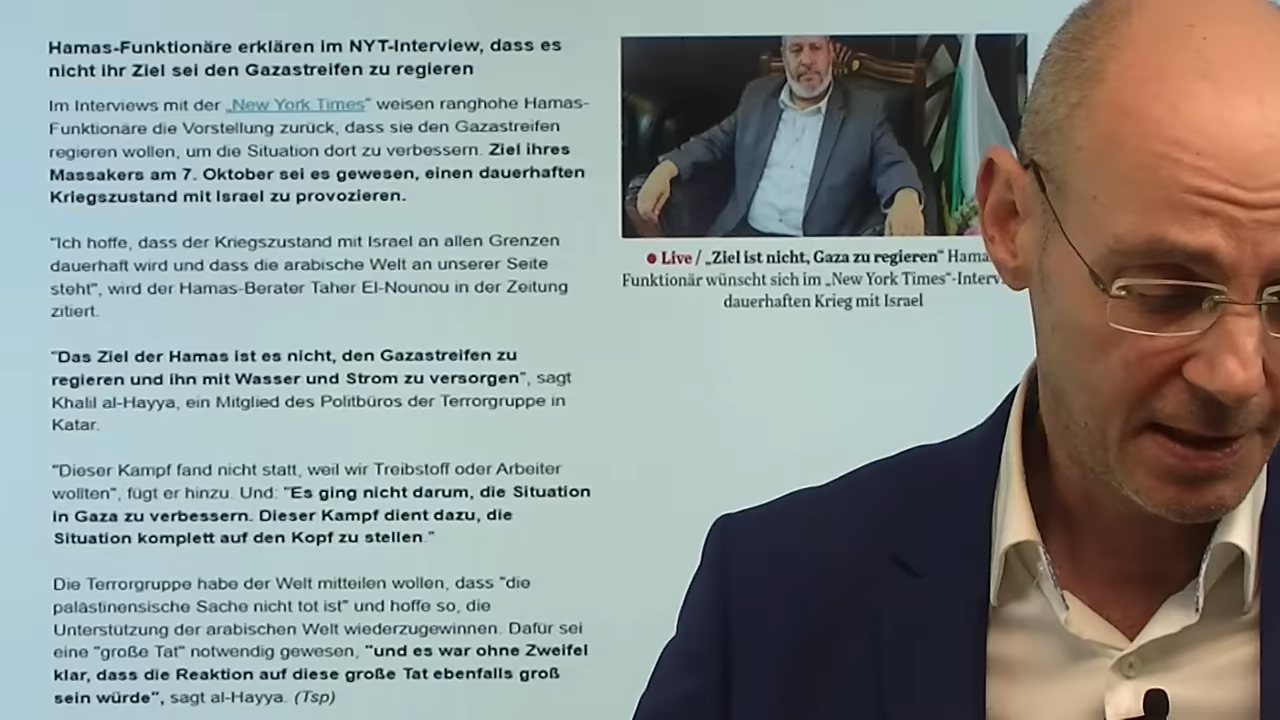 Hamas-Funktionäre erklären im NYT-Interview, dass es
nicht ihr Ziel sei den Gazastreifen zu regieren
Im Interviews mit der „New York Times" weisen ranghohe Hamas-
Funktionäre die Vorstellung zurück, dass sie den Gazastreifen
regieren wollen, um die Situation dort zu verbessern. Ziel ihres
Massakers am 7. Oktober sei es gewesen, einen dauerhaften
Kriegszustand mit Israel zu provozieren.
"Ich hoffe, dass der Kriegszustand mit Israel an allen Grenzen
dauerhaft wird und dass die arabische Welt an unserer Seite
steht", wird der Hamas-Berater Taher El-Nounou in der Zeitung
zitiert.
"Das Ziel der Hamas ist es nicht, den Gazastreifen zu
regieren und ihn mit Wasser und Strom zu versorgen", sagt
Khalil al-Hayya, ein Mitglied des Politbüros der Terrorgruppe in
Katar.
"Dieser Kampf fand nicht statt, weil wir Treibstoff oder Arbeiter
wollten", fügt er hinzu. Und: "Es ging nicht darum, die Situation
in Gaza zu verbessern. Dieser Kampf dient dazu, die
Situation komplett auf den Kopf zu stellen."
Die Terrorgruppe habe der Welt mitteilen wollen, dass "die
palästinensische Sache nicht tot ist" und hoffe so, die
Unterstützung der arabischen Welt wiederzugewinnen. Dafür sei
eine "große Tat" notwendig gewesen, "und es war ohne Zweifel
klar, dass die Reaktion auf diese große Tat ebenfalls groß
sein würde", sagt al-Hayya. (Tsp)
Live / „Ziel ist nicht, Gaza zu regieren" Hama
Funktionär wünscht sich im „New York Times"-Interv
dauerhaften Krieg mit Israel